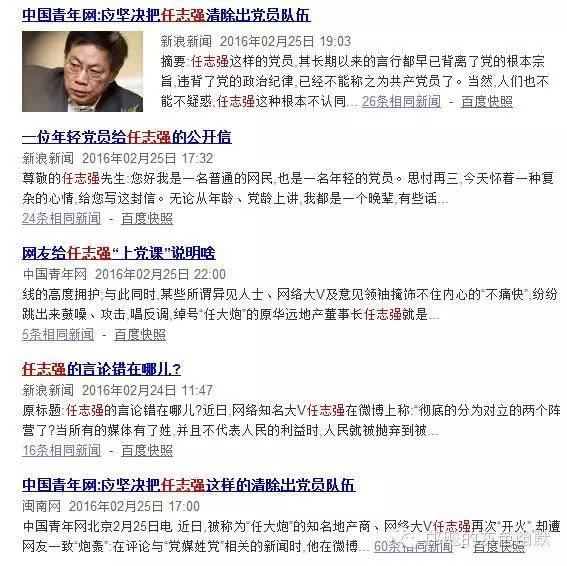 中国青年网:应坚决把任志强清除出党员队伍
新浪新闻 2016年02月25日 19:03
摘要:任志强这样的党员,其长期以来的言行都早已背离了党的根本宗
旨,违背了党的政治纪律,已经不能称之为共产党员了。当然,人们也不
能不疑惑,任志强这种根本不认同... 26条相同新闻 - 百度快照
一位年轻党员给任志强的公开信
新浪新闻 2016年02月25日 17:32
尊敬的任志强先生:您好我是一名普通的网民,也是一名年轻的党员。思忖再三,今天怀着一种复
杂的心情,给您写这封信。无论从年龄、党龄上讲,我都是一个晚辈,有些话...
24条相同新闻 - 百度快照
网友给任志强“上党课”说明啥
中国青年网 2016年02月25日 22:00
线的高度拥护;与此同时,某些所谓异见人士、网络大V及意见领袖掩饰不住内心的“不痛快”,纷纷
跳出来鼓噪、攻击,唱反调,绰号“任大炮”的原华远地产董事长任志强就是...
5条相同新闻 - 百度快照
任志强的言论错在哪儿?
新浪新闻 2016年02月24日 11:47
原标题:任志强的言论错在哪儿?近日,网络知名大V任志强在微博上称:“彻底的分为对立的两个阵
营了?当所有的媒体有了姓,并且不代表人民的利益时,人民就被抛弃到被...
16条相同新闻 - 百度快照
中国青年网:应坚决把任志强这样的清除出党员队伍
闽南网 2016年02月25日 17:00
中国青年网北京2月25日电 近日,被称为“任大炮”的知名地产商、网络大V任志强再次“开火”,却遭
网友一致“炮轰”:在评论与“党媒姓党”相关的新闻时,他在微博... 60条相同新闻 - 百度快照